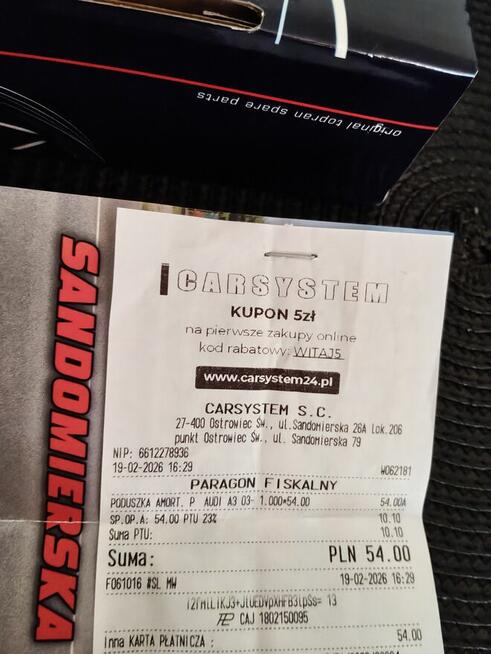 original topran spare parts
SANDOMIERSKA
CARSYSTEM
KUPON 5zł
na pierwsze zakupy online
kod rabatowy: WITAJ5
www.carsystem24.pl
CARSYSTEM S.C.
27-400 Ostrowiec Św., ul.Sandomierska 26A Lok.206
punkt Ostrowiec Św., ul. Sandomierska 79
NIP: 6612278936
19-02-2026 16:29 W062181
PARAGON FISKALNY
PODUSZKA AMORT. P AUDI A3 03- 1.000*54.00 54.00A
SP.OP.A: 54.00 PTU 23% 10.10
Suma PTU: 10.10
Suma: PLN 54.00
F061016 #SL MW 19-02-2026 16:29
CAJ 1802150095
Inna KARTA PŁATNICZA : 54.00